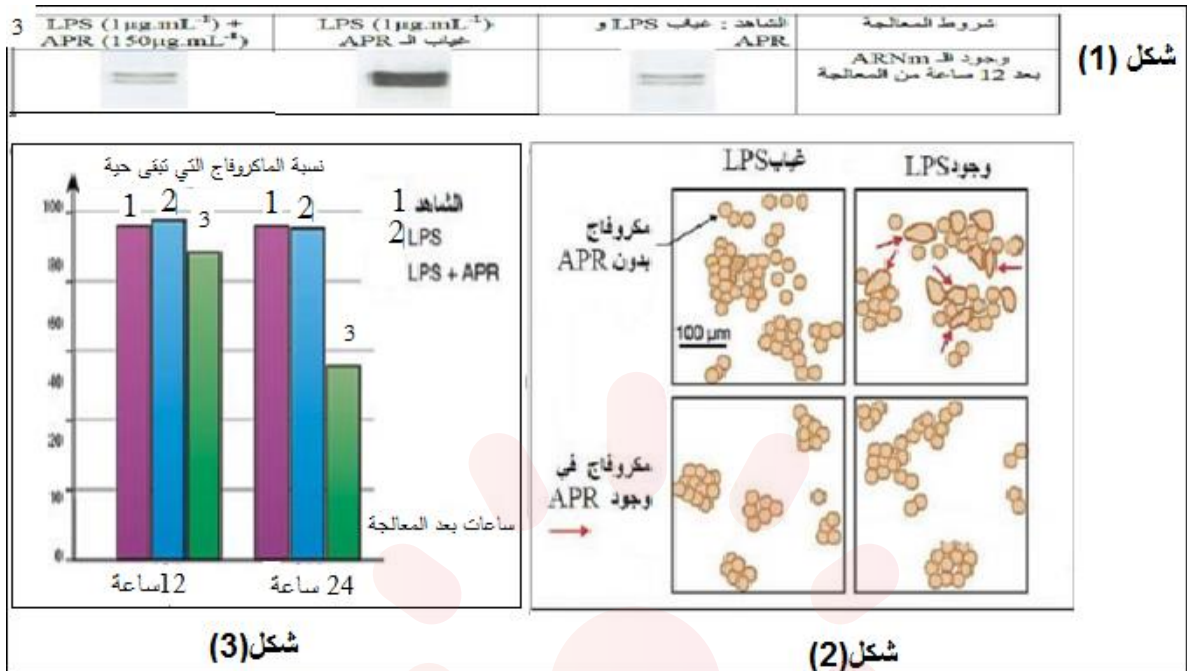 شروط المعالجة
الشاهد : غياب LPS و
APR
LPS (1µg.mL⁻¹)
غياب الـ APR
3
LPS (1µg.mL⁻¹) +
APR (150µg.mL⁻¹)
وجود الـ ARNm
بعد 12 ساعة من المعالجة
شكل (1)
غياب LPS
وجود LPS
مكروفاج
بدون APR
100 µm
مكروفاج في
وجود APR
شكل(2)
نسبة الماكروفاج التي تبقى حية
100
60
40
20
0
1
2
3
1
2
3
1 الشاهد
2 LPS
LPS + APR
ساعات بعد المعالجة
12ساعة
24 ساعة
شكل(3)